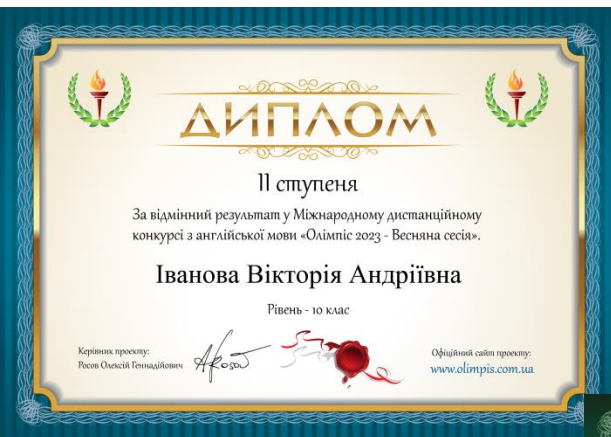 ДИПЛОМ
II ступеня
За відмінний результат у Міжнародному дистанційному
конкурсі з англійської мови «Олімпіс 2023 - Весняна сесія».
Іванова Вікторія Андріївна
Рівень - 10 клас
Керівник проекту:
Росов Олексій Геннадійович
Офіційний сайт проекту:
www.olimpis.com.ua